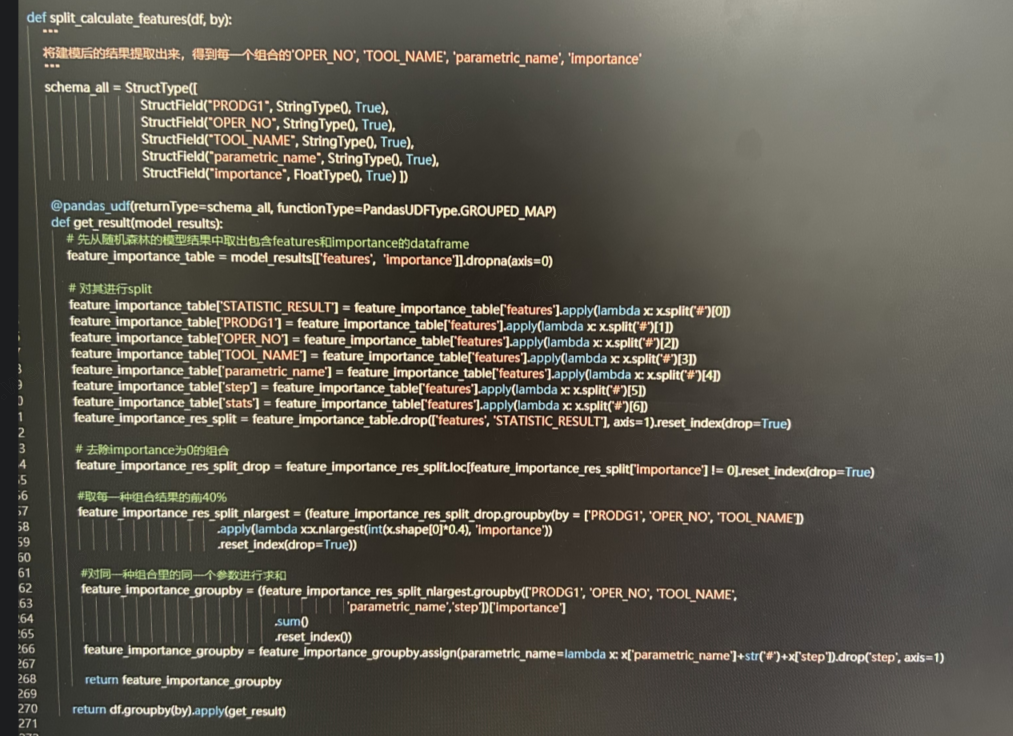 def split_calculate_features(df, by):
"""
将建模后的结果提取出来，得到每一个组合的'OPER_NO', 'TOOL_NAME', 'parametric_name', 'importance'
"""
schema_all = StructType([
StructField("PRODG1", StringType(), True),
StructField("OPER_NO", StringType(), True),
StructField("TOOL_NAME", StringType(), True),
StructField("parametric_name", StringType(), True),
StructField("importance", FloatType(), True) ])
@pandas_udf(returnType=schema_all, functionType=PandasUDFType.GROUPED_MAP)
def get_result(model_results):
# 先从随机森林的模型结果中取出包含features和importance的dataframe
feature_importance_table = model_results[['features', 'importance']].dropna(axis=0)
# 对其进行split
feature_importance_table['STATISTIC_RESULT'] = feature_importance_table['features'].apply(lambda x: x.split('#')[0])
feature_importance_table['PRODG1'] = feature_importance_table['features'].apply(lambda x: x.split('#')[1])
feature_importance_table['OPER_NO'] = feature_importance_table['features'].apply(lambda x: x.split('#')[2])
feature_importance_table['TOOL_NAME'] = feature_importance_table['features'].apply(lambda x: x.split('#')[3])
feature_importance_table['parametric_name'] = feature_importance_table['features'].apply(lambda x: x.split('#')[4])
feature_importance_table['step'] = feature_importance_table['features'].apply(lambda x: x.split('#')[5])
feature_importance_table['stats'] = feature_importance_table['features'].apply(lambda x: x.split('#')[6])
feature_importance_res_split = feature_importance_table.drop(['features', 'STATISTIC_RESULT'], axis=1).reset_index(drop=True)
# 去除importance为0的组合
feature_importance_res_split_drop = feature_importance_res_split.loc[feature_importance_res_split['importance'] != 0].reset_index(drop=True)
#取每一种组合结果的前40%
feature_importance_res_split_nlargest = (feature_importance_res_split_drop.groupby(by = ['PRODG1', 'OPER_NO', 'TOOL_NAME'])
.apply(lambda x:x.nlargest(int(x.shape[0]*0.4), 'importance'))
.reset_index(drop=True))
60
61 #对同一种组合里的同一个参数进行求和
62 feature_importance_groupby = (feature_importance_res_split_nlargest.groupby(['PRODG1', 'OPER_NO', 'TOOL_NAME',
63 'parametric_name','step'])['importance']
264 .sum()
265 .reset_index())
266 feature_importance_groupby = feature_importance_groupby.assign(parametric_name=lambda x: x['parametric_name']+str('#')+x['step']).drop('step', axis=1)
267
268 return feature_importance_groupby
269
270 return df.groupby(by).apply(get_result)
271